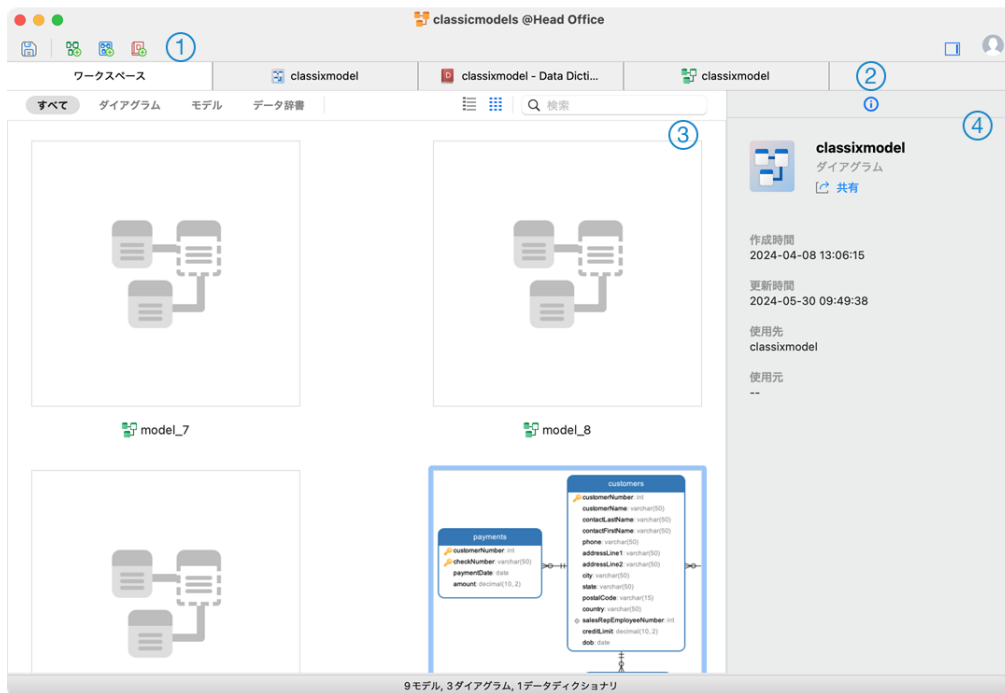 classicmodels @Head Office
①
ワークスペース
classixmodel
classixmodel - Data Dicti...
classixmodel
②
すべて
ダイアグラム
モデル
データ辞書
検索
③
④
classixmodel
ダイアグラム
共有
作成時間
2024-04-08 13:06:15
更新時間
2024-05-30 09:49:38
使用先
classixmodel
使用元
--
model_7
model_8
payments
customerNumber: int
checkNumber: varchar(50)
paymentDate: date
amount: decimal(10, 2)
customers
customerNumber: int
customerName: varchar(50)
contactLastName: varchar(50)
contactFirstName: varchar(50)
phone: varchar(50)
addressLine1: varchar(50)
addressLine2: varchar(50)
city: varchar(50)
state: varchar(50)
postalCode: varchar(15)
country: varchar(50)
salesRepEmployeeNumber: int
creditLimit: decimal(10, 2)
dob: date
9モデル, 3ダイアグラム, 1データディクショナリ